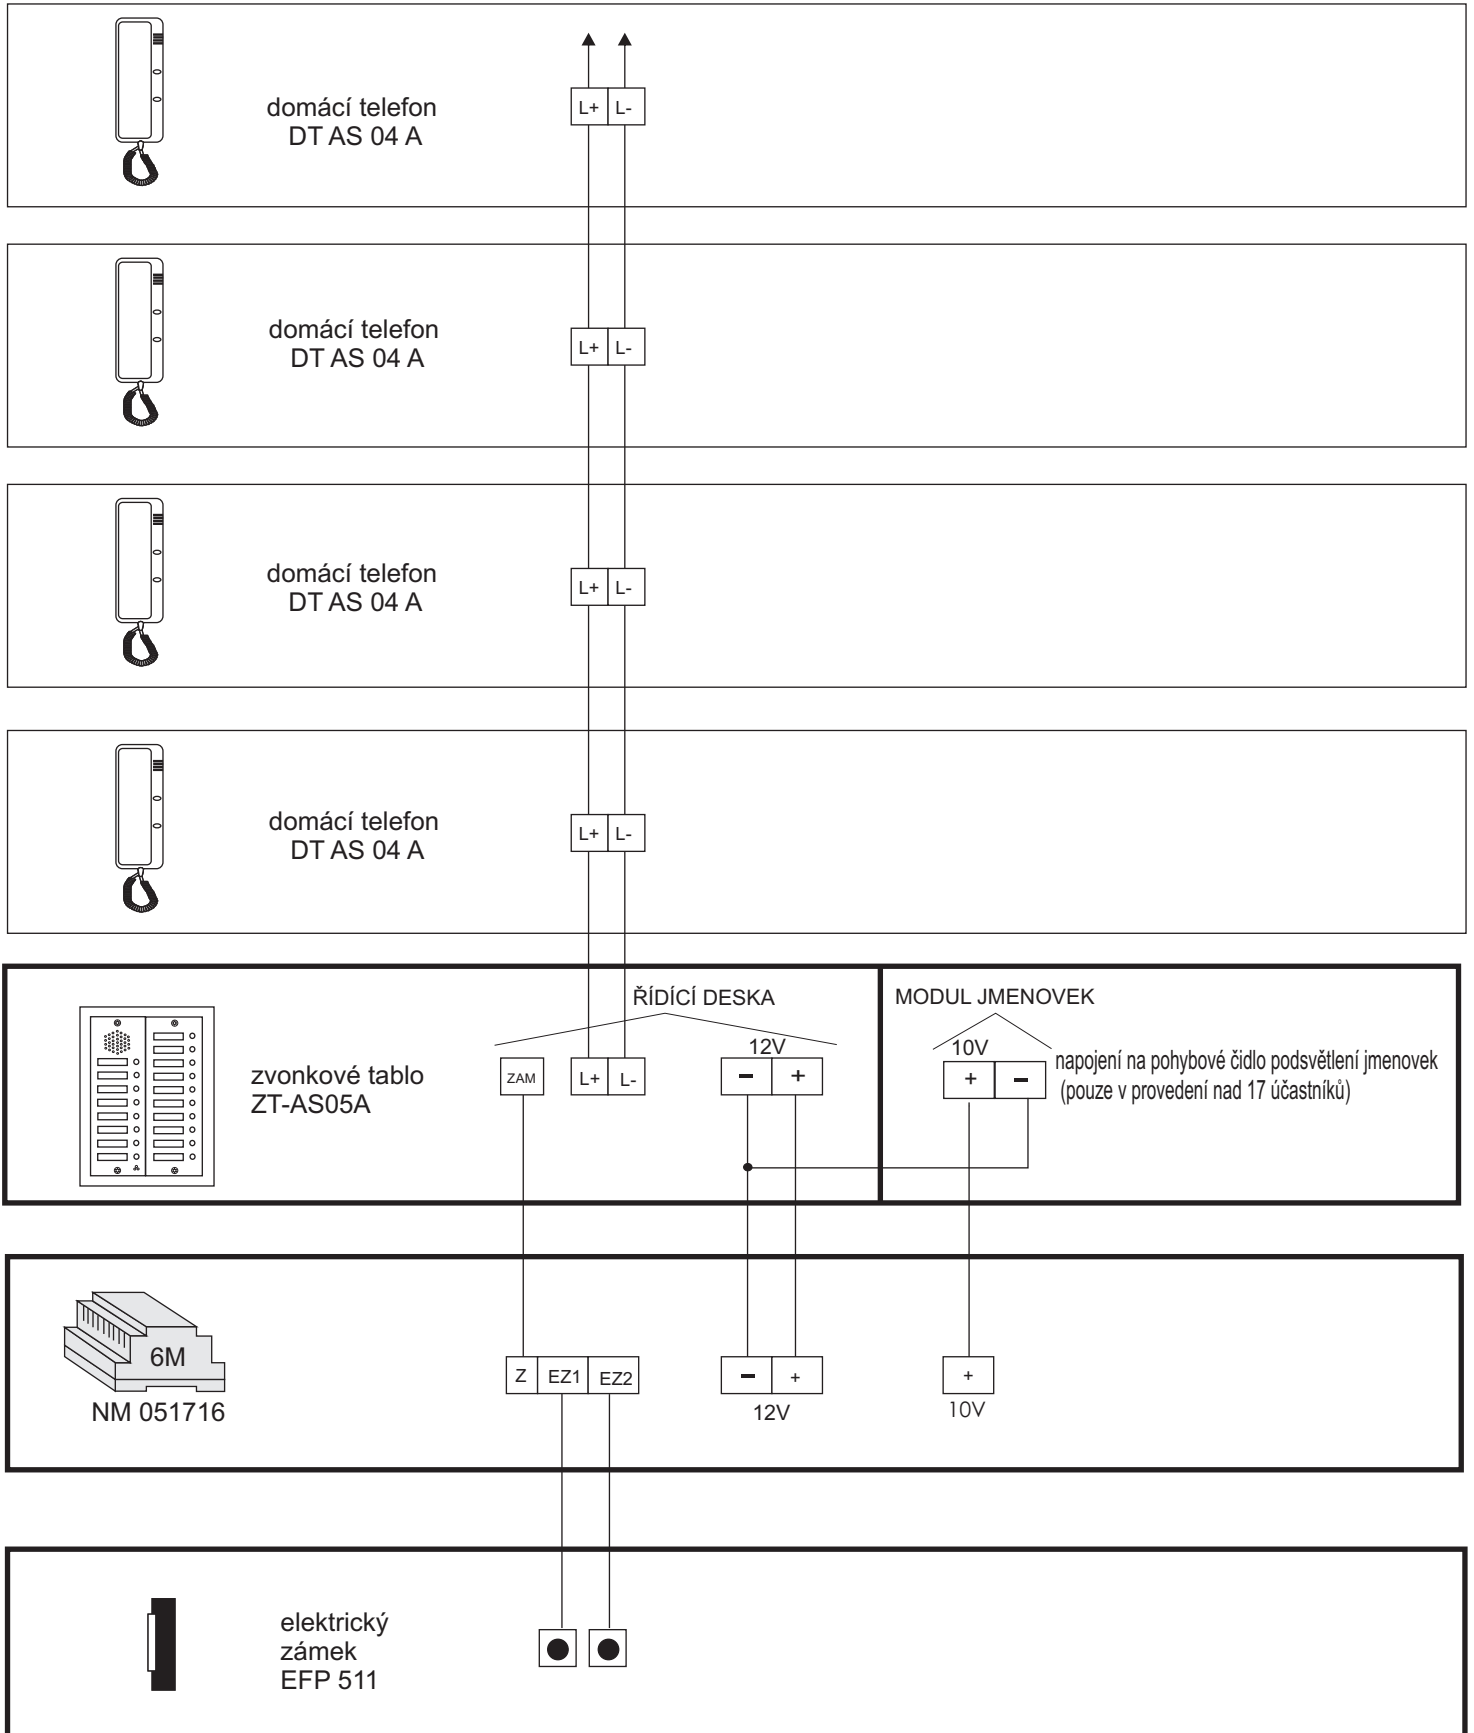 domácí telefon
DT AS 04 A
L+ L-
domácí telefon
DT AS 04 A
L+ L-
domácí telefon
DT AS 04 A
L+ L-
domácí telefon
DT AS 04 A
L+ L-
ŘÍDÍCÍ DESKA
MODUL JMENOVEK
zvonkové tablo
ZT-AS05A
ZAM
L+ L-
12V
- +
10V
+ -
napojení na pohybové čidlo podsvětlení jmenovek
(pouze v provedení nad 17 účastníků)
6M
NM 051716
Z EZ1 EZ2
- +
12V
+
10V
elektrický
zámek
EFP 511